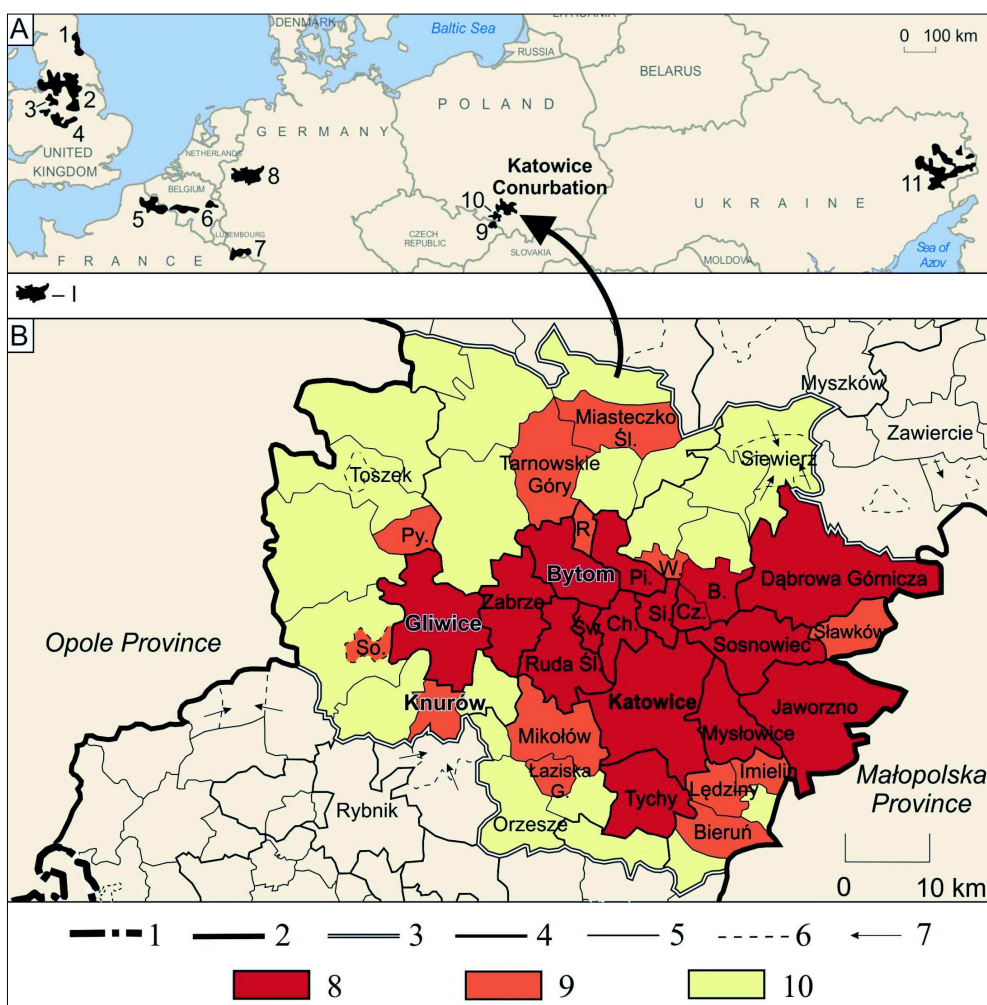 A
DENMARK
LITHUANIA
Baltic Sea
RUSSIA
0 100 km
BELARUS
1
2
3
4
UNITED
KINGDOM
POLAND
GERMANY
NETHERLANDS
8
BELGIUM
5
6
LUXEMBOURG
7
FRANCE
Katowice
Conurbation
10
9
CZECH
REPUBLIC
SLOVAKIA
UKRAINE
11
MOLDOVA
Sea of
Azov
– I
B
Myszków
Miasteczko
Śl.
Zawiercie
Tarnowskie
Góry
Siewierz
Toszek
Py.
R
W.
Bytom
Pi.
B.
Dąbrowa Górnicza
Zabrze
Gliwice
Św.
Ch.
Si.
Cz.
Sławków
Opole Province
So.
Ruda Śl.
Sosnowiec
Knurów
Katowice
Jaworzno
Mikołów
Mysłowice
Łaziska
G.
Imielin
Lędziny
Małopolska
Province
Rybnik
Tychy
Orzesze
Bieruń
0 10 km
1 2 3 4 5 6 7
8 9 10